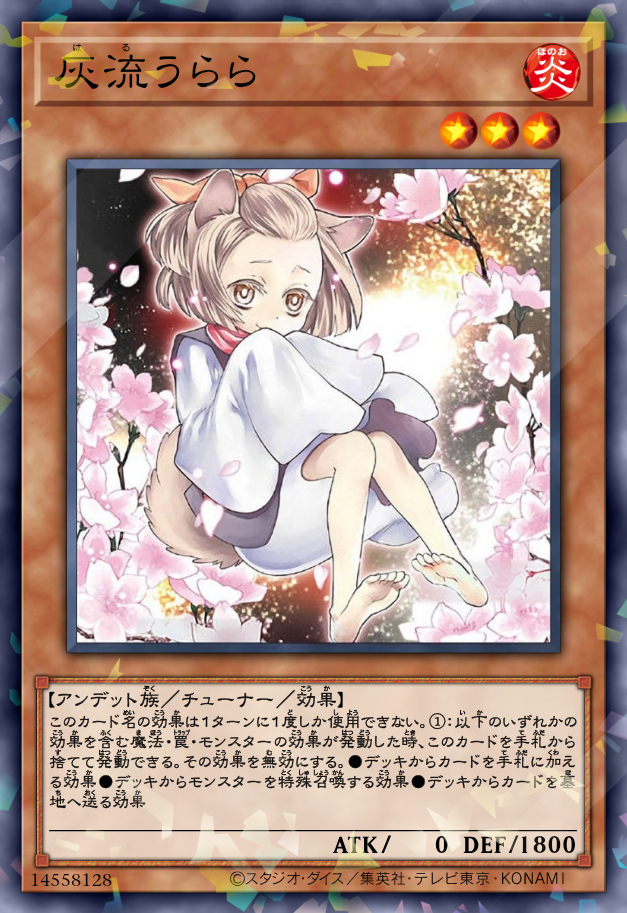 灰流うらら
炎
【アンデット族／チューナー／効果】
このカード名の効果は1ターンに1度しか使用できない。①:以下のいずれかの
効果を含む魔法・罠・モンスターの効果が発動した時、このカードを手札から
捨てて発動できる。その効果を無効にする。●デッキからカードを手札に加え
る効果●デッキからモンスターを特殊召喚する効果●デッキからカードを墓
地へ送る効果
ATK/ 0 DEF/1800
14558128 ©スタジオ・ダイス／集英社・テレビ東京・KONAMI